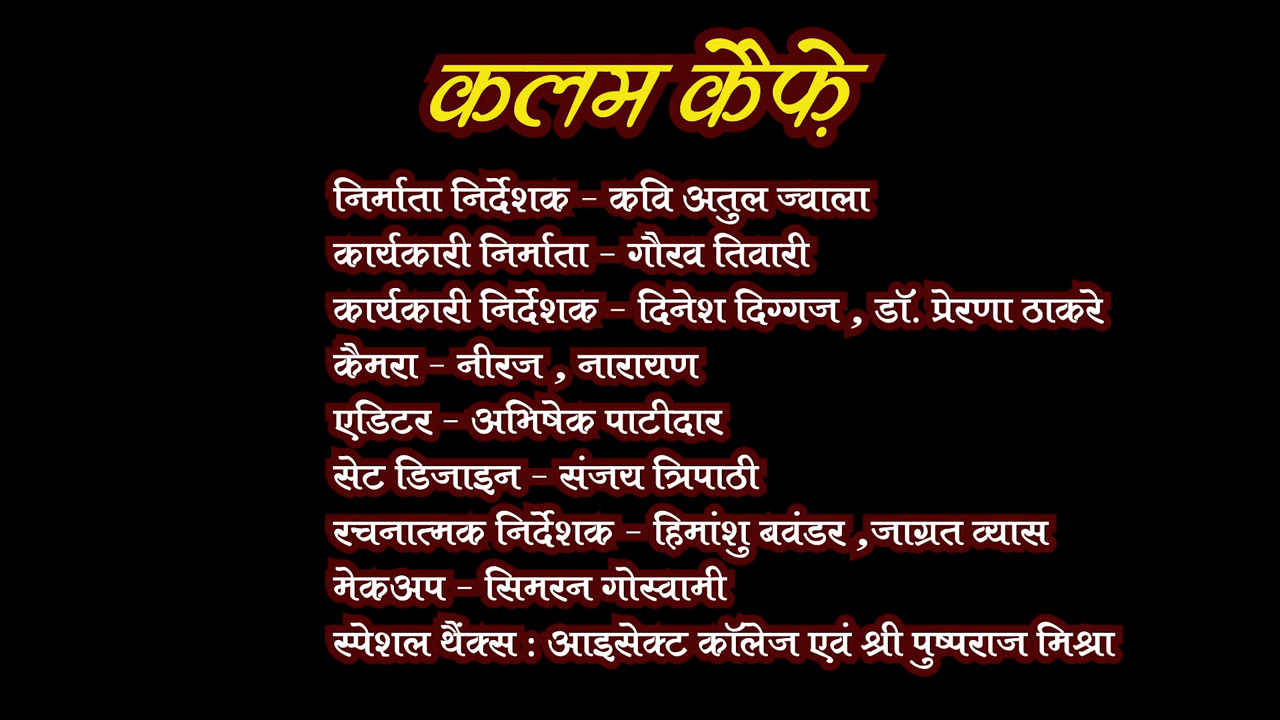 कलम कैफ़े
निर्माता निर्देशक - कवि अतुल ज्वाला
कार्यकारी निर्माता - गौरव तिवारी
कार्यकारी निर्देशक - दिनेश दिग्गज , डॉ. प्रेरणा ठाकरे
कैमरा - नीरज , नारायण
एडिटर - अभिषेक पाटीदार
सेट डिजाइन - संजय त्रिपाठी
रचनात्मक निर्देशक - हिमांशु बवंडर ,जाग्रत व्यास
मेकअप - सिमरन गोस्वामी
स्पेशल थैंक्स : आइसेक्ट कॉलेज एवं श्री पुष्पराज मिश्रा